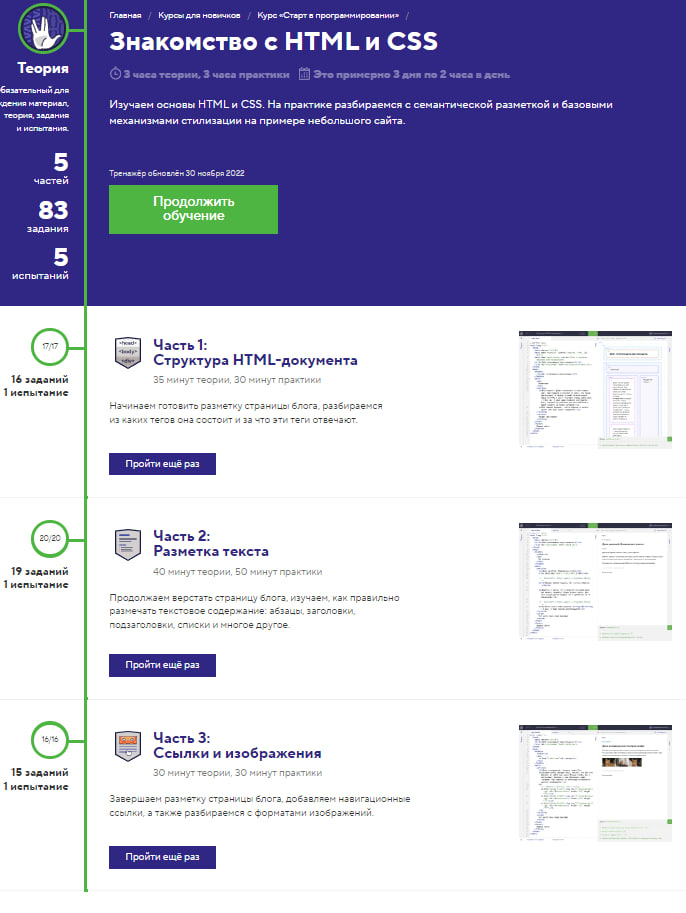 Главная / Курсы для новичков / Курс «Старт в программировании» /
Знакомство с HTML и CSS
3 часа теории, 3 часа практики Это примерно 3 дня по 2 часа в день
Изучаем основы HTML и CSS. На практике разбираемся с семантической разметкой и базовыми
механизмами стилизации на примере небольшого сайта.
Тренажёр обновлён 30 ноября 2022
Продолжить
обучение
Теория
бязательный для
ждения материал,
теория, задания
и испытания.
5
частей
83
задания
5
испытаний
17/17
16 заданий
1 испытание
<head>
<body>
<div>
Часть 1:
Структура HTML-документа
35 минут теории, 30 минут практики
Начинаем готовить разметку страницы блога, разбираемся
из каких тегов она состоит и за что эти теги отвечают.
Пройти ещё раз
20/20
19 заданий
1 испытание
Часть 2:
Разметка текста
40 минут теории, 50 минут практики
Продолжаем верстать страницу блога, изучаем, как правильно
размечать текстовое содержание: абзацы, заголовки,
подзаголовки, списки и многое другое.
Пройти ещё раз
16/16
15 заданий
1 испытание
Часть 3:
Ссылки и изображения
30 минут теории, 30 минут практики
Завершаем разметку страницы блога, добавляем навигационные
ссылки, а также разбираемся с форматами изображений.
Пройти ещё раз